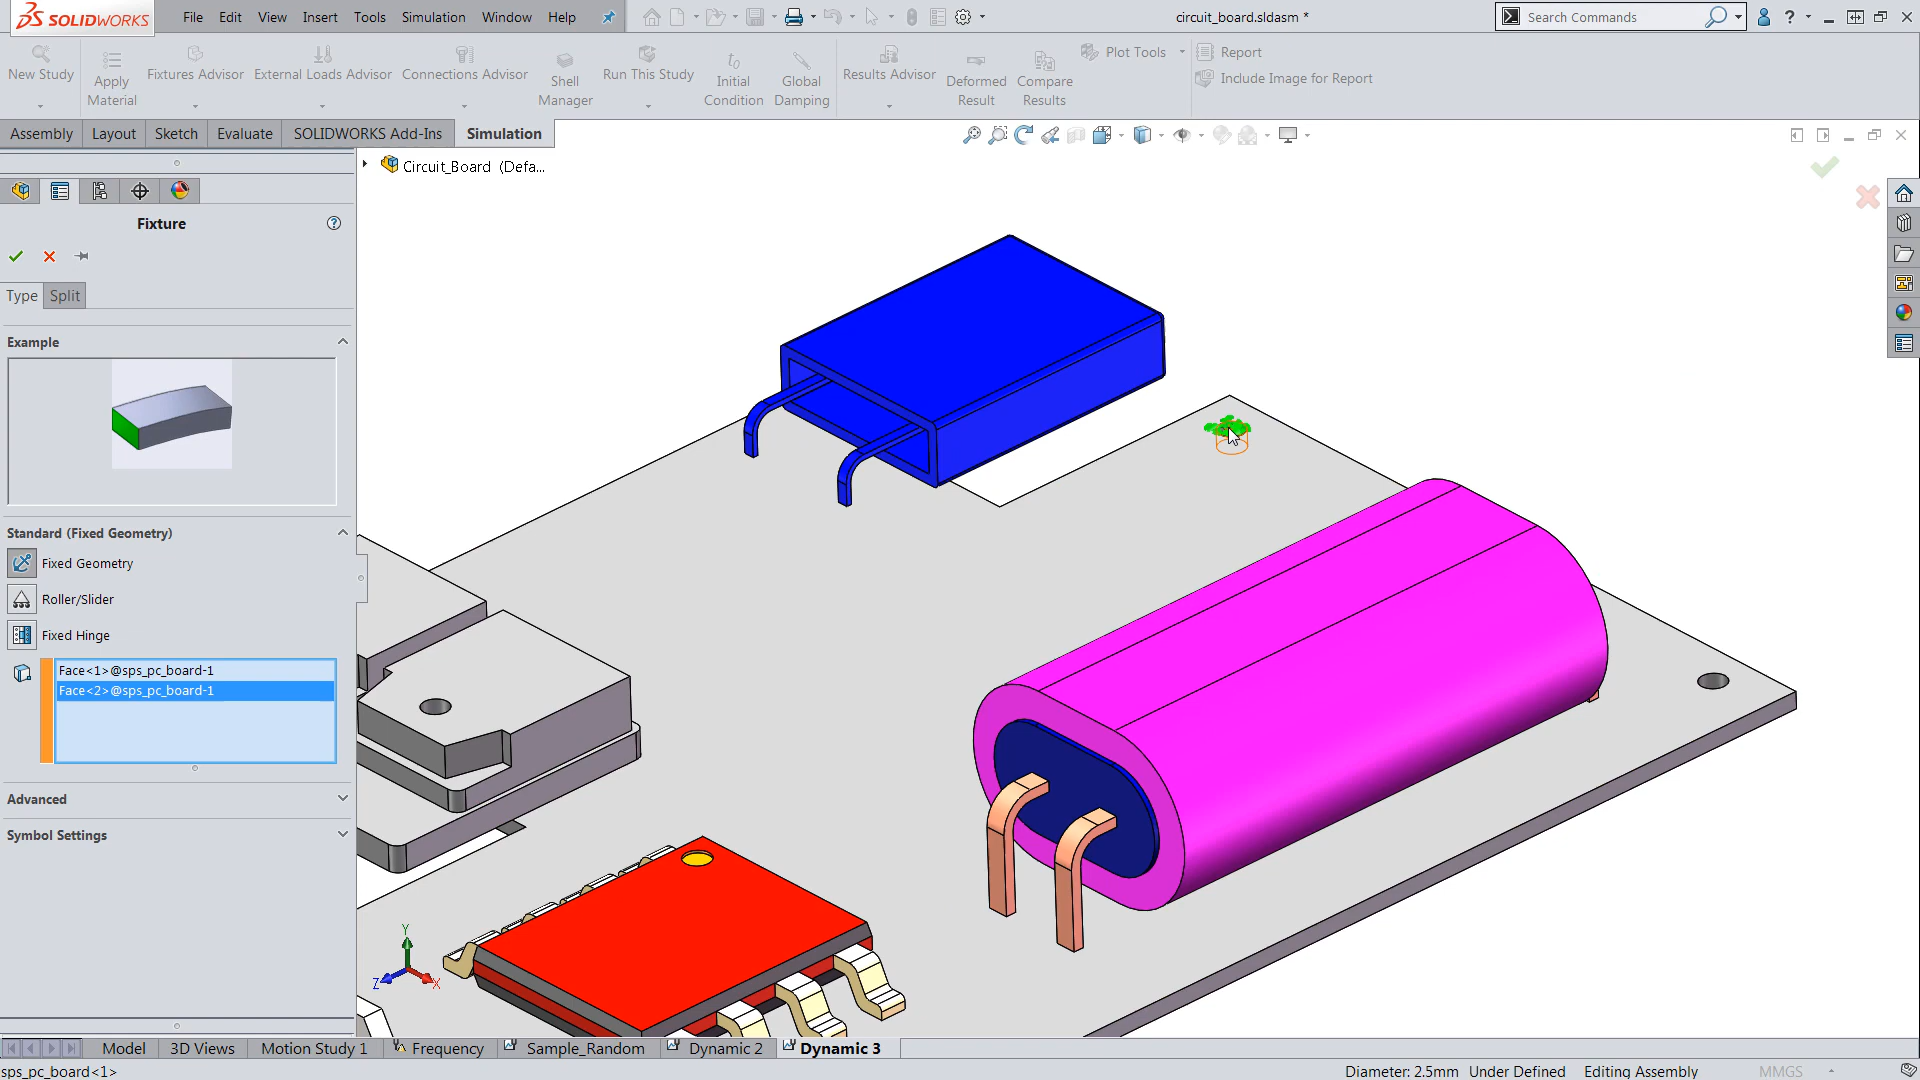 SOLIDWORKS
File Edit View Insert Tools Simulation Window Help
circuit_board.sldasm *
Search Commands
New Study
Apply Material
Fixtures Advisor
External Loads Advisor
Connections Advisor
Shell Manager
Run This Study
Initial Condition
Global Damping
Results Advisor
Deformed Result
Compare Results
Plot Tools
Report
Include Image for Report
Assembly Layout Sketch Evaluate SOLIDWORKS Add-Ins Simulation
Circuit_Board (Defa...
Fixture
Type Split
Example
Standard (Fixed Geometry)
Fixed Geometry
Roller/Slider
Fixed Hinge
Face<1>@sps_pc_board-1
Face<2>@sps_pc_board-1
Advanced
Symbol Settings
Y
Z
X
Model 3D Views Motion Study 1 Frequency Sample_Random Dynamic 2 Dynamic 3
sps_pc_board<1>
Diameter: 2.5mm Under Defined Editing Assembly MMGS